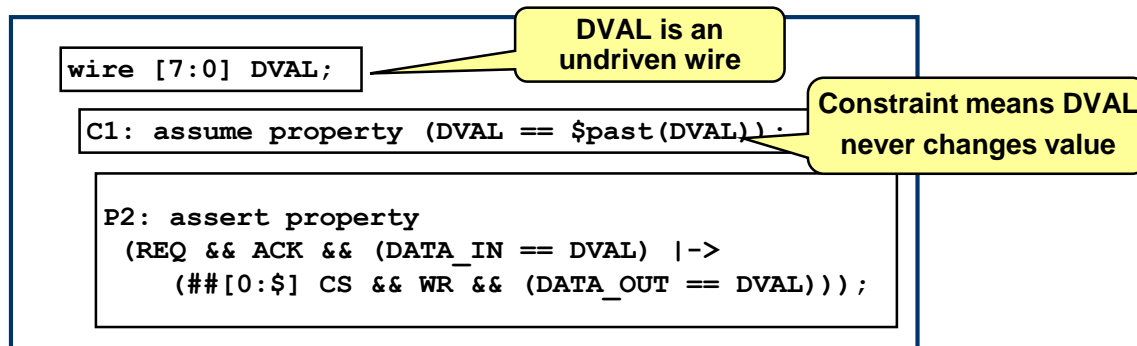 DVAL is an
undriven wire
wire [7:0] DVAL;
Constraint means DVAL
never changes value
C1: assume property (DVAL == $past(DVAL));
P2: assert property
(REQ && ACK && (DATA_IN == DVAL) |->
(##[0:$] CS && WR && (DATA_OUT == DVAL)));